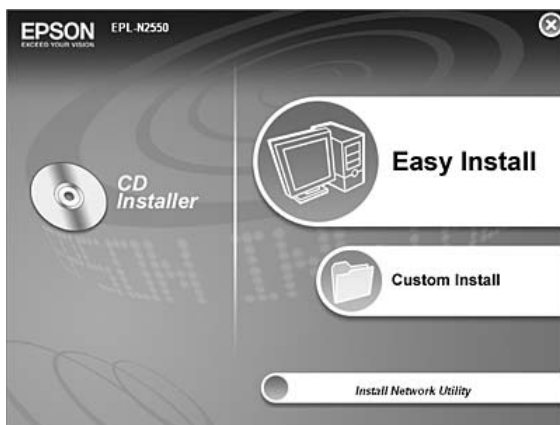 EPSON
EXCEED YOUR VISION
EPL-N2550
CD
Installer
Easy Install
Custom Install
Install Network Utility